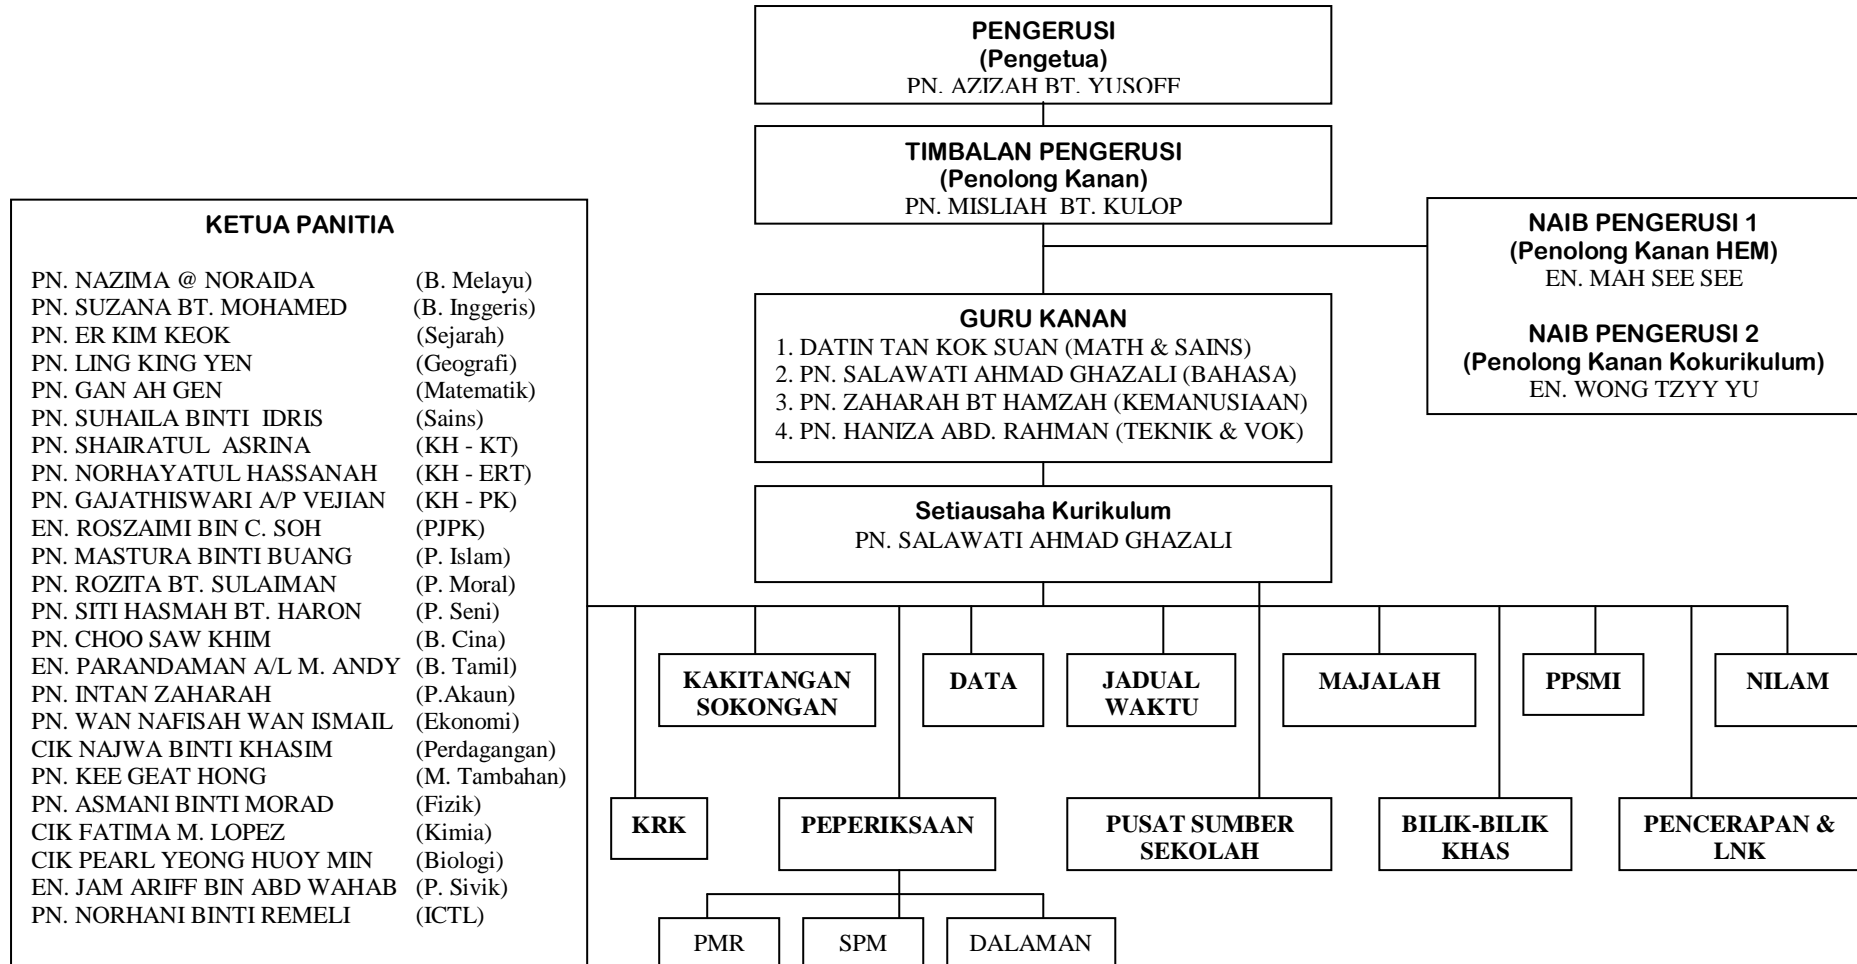 PENGERUSI
(Pengetua)
PN. AZIZAH BT. YUSOFF
TIMBALAN PENGERUSI
(Penolong Kanan)
PN. MISLIAH BT. KULOP
NAIB PENGERUSI 1
(Penolong Kanan HEM)
EN. MAH SEE SEE
NAIB PENGERUSI 2
(Penolong Kanan Kokurikulum)
EN. WONG TZYY YU
KETUA PANITIA
PN. NAZIMA @ NORAIDA (B. Melayu)
PN. SUZANA BT. MOHAMED (B. Inggeris)
PN. ER KIM KEOK (Sejarah)
PN. LING KING YEN (Geografi)
PN. GAN AH GEN (Matematik)
PN. SUHAILA BINTI IDRIS (Sains)
PN. SHAIRATUL ASRINA (KH - KT)
PN. NORHAYATUL HASSANAH (KH - ERT)
PN. GAJATHISWARI A/P VEJIAN (KH - PK)
EN. ROSZAIMI BIN C. SOH (PJPK)
PN. MASTURA BINTI BUANG (P. Islam)
PN. ROZITA BT. SULAIMAN (P. Moral)
PN. SITI HASMAH BT. HARON (P. Seni)
PN. CHOO SAW KHIM (B. Cina)
EN. PARANDAMAN A/L M. ANDY (B. Tamil)
PN. INTAN ZAHARAH (P.Akaun)
PN. WAN NAFISAH WAN ISMAIL (Ekonomi)
CIK NAJWA BINTI KHASIM (Perdagangan)
PN. KEE GEAT HONG (M. Tambahan)
PN. ASMANI BINTI MORAD (Fizik)
CIK FATIMA M. LOPEZ (Kimia)
CIK PEARL YEONG HUOY MIN (Biologi)
EN. JAM ARIFF BIN ABD WAHAB (P. Sivik)
PN. NORHANI BINTI REMELI (ICTL)
GURU KANAN
1. DATIN TAN KOK SUAN (MATH & SAINS)
2. PN. SALAWATI AHMAD GHAZALI (BAHASA)
3. PN. ZAHARAH BT HAMZAH (KEMANUSIAAN)
4. PN. HANIZA ABD. RAHMAN (TEKNIK & VOK)
Setiausaha Kurikulum
PN. SALAWATI AHMAD GHAZALI
KAKITANGAN
SOKONGAN
DATA
JADUAL
WAKTU
MAJALAH
PPSMI
NILAM
KRK
PEPERIKSAAN
PUSAT SUMBER
SEKOLAH
BILIK-BILIK
KHAS
PENCERAPAN &
LNK
PMR
SPM
DALAMAN